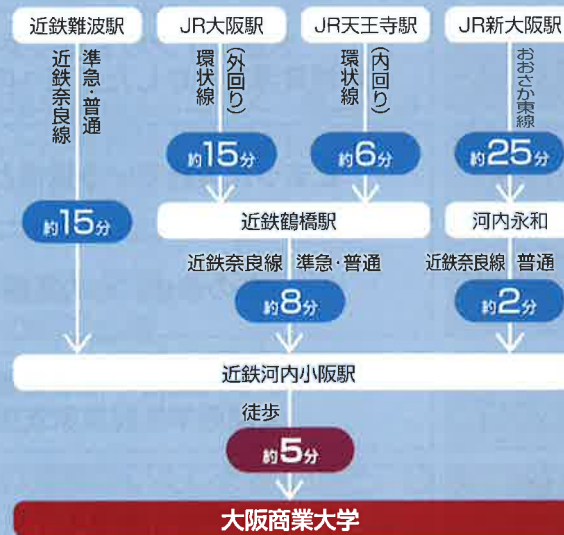 近鉄難波駅
JR大阪駅
JR天王寺駅
JR新大阪駅
近鉄奈良線
準急・普通
環状線
(外回り)
環状線
(内回り)
おおさか東線
約15分
約6分
約25分
約15分
近鉄鶴橋駅
河内永和
近鉄奈良線 準急・普通
近鉄奈良線 普通
約8分
約2分
近鉄河内小阪駅
徒歩
約5分
大阪商業大学